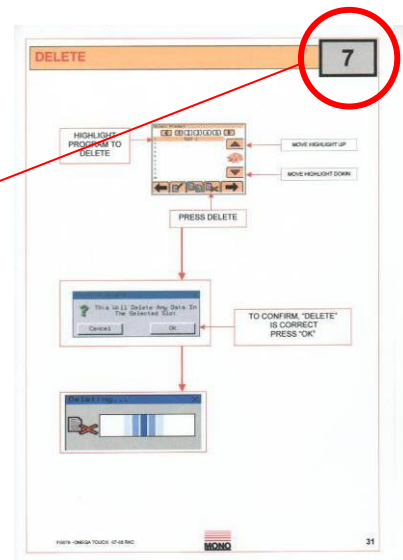 DELETE
7
HIGHLIGHT
PROGRAM TO
DELETE
MOVE HIGHLIGHT UP
MOVE HIGHLIGHT DOWN
PRESS DELETE
This Will Delete Any Data In
The Selected Slot
Cancel
OK
TO CONFIRM, "DELETE"
IS CORRECT
PRESS "OK"
Deleting...
MONO
31